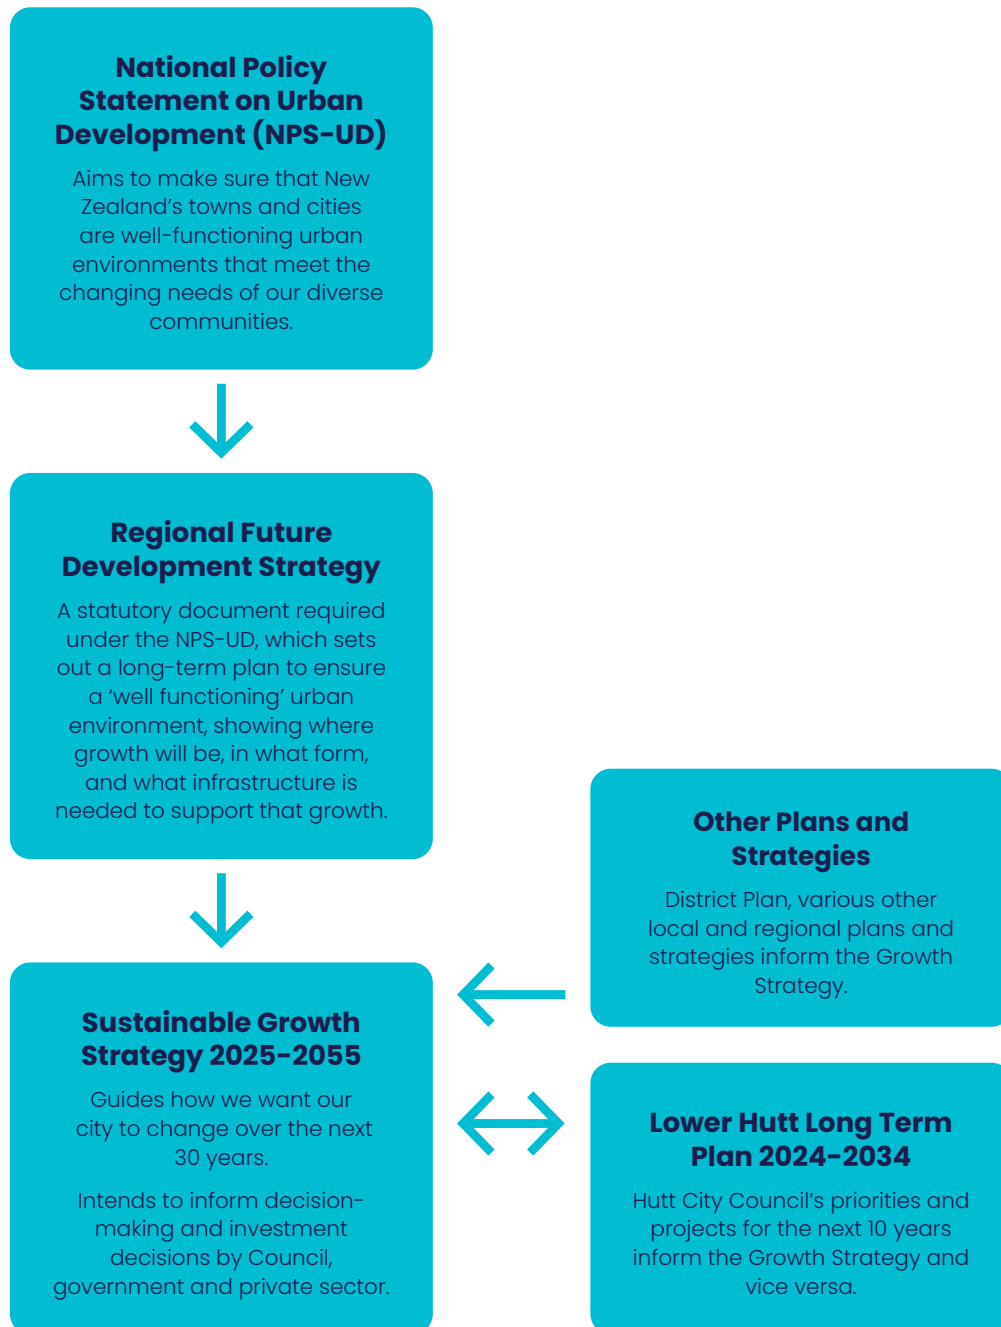 National Policy
Statement on Urban
Development (NPS-UD)
Aims to make sure that New
Zealand’s towns and cities
are well-functioning urban
environments that meet the
changing needs of our diverse
communities.
Regional Future
Development Strategy
A statutory document required
under the NPS-UD, which sets
out a long-term plan to ensure
a ‘well functioning’ urban
environment, showing where
growth will be, in what form,
and what infrastructure is
needed to support that growth.
Other Plans and
Strategies
District Plan, various other
local and regional plans and
strategies inform the Growth
Strategy.
Sustainable Growth
Strategy 2025-2055
Guides how we want our
city to change over the next
30 years.
Intends to inform decision-
making and investment
decisions by Council,
government and private sector.
Lower Hutt Long Term
Plan 2024-2034
Hutt City Council’s priorities and
projects for the next 10 years
inform the Growth Strategy and
vice versa.